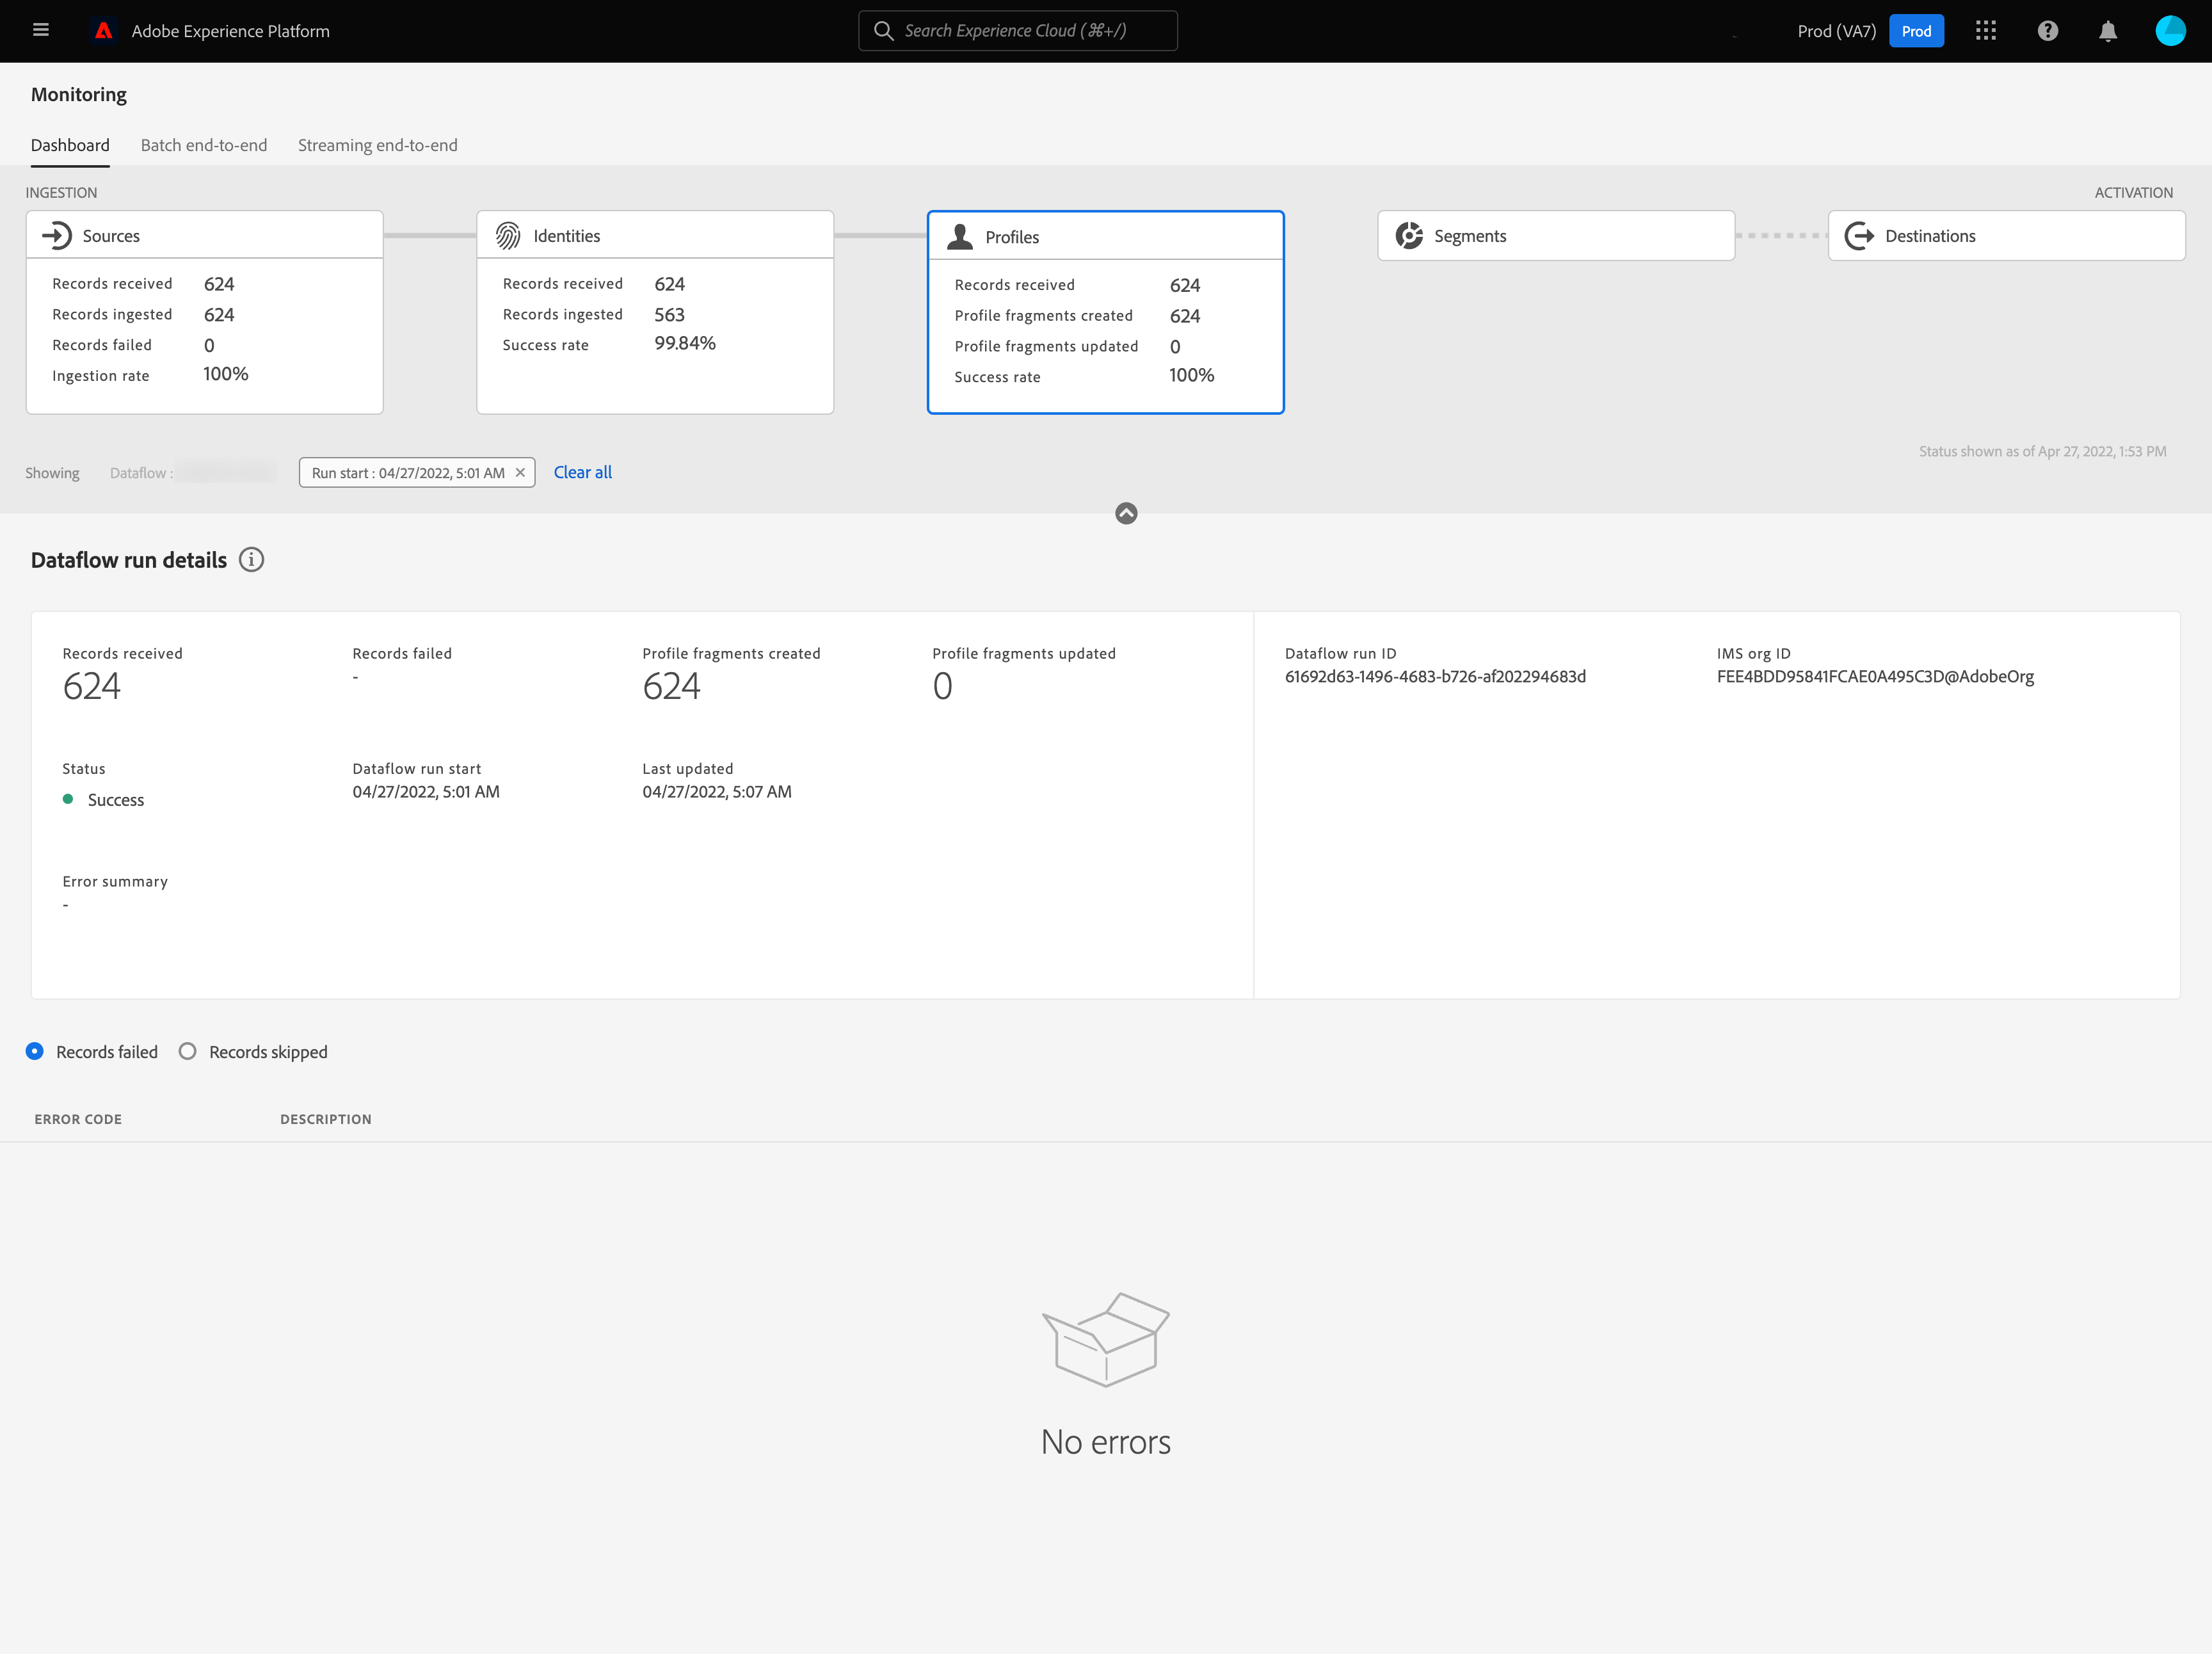 Adobe Experience Platform
Search Experience Cloud (⌘+/)
Prod (VA7) Prod
Monitoring
Dashboard Batch end-to-end Streaming end-to-end
INGESTION ACTIVATION
Sources
Records received 624
Records ingested 624
Records failed 0
Ingestion rate 100%
Identities
Records received 624
Records ingested 563
Success rate 99.84%
Profiles
Records received 624
Profile fragments created 624
Profile fragments updated 0
Success rate 100%
Segments
Destinations
Status shown as of Apr 27, 2022, 1:53 PM
Showing Dataflow : Run start : 04/27/2022, 5:01 AM Clear all
Dataflow run details
Records received
624
Records failed
-
Profile fragments created
624
Profile fragments updated
0
Dataflow run ID
61692d63-1496-4683-b726-af202294683d
IMS org ID
FEE4BDD95841FCAE0A495C3D@AdobeOrg
Status
Success
Dataflow run start
04/27/2022, 5:01 AM
Last updated
04/27/2022, 5:07 AM
Error summary
-
Records failed Records skipped
ERROR CODE DESCRIPTION
No errors